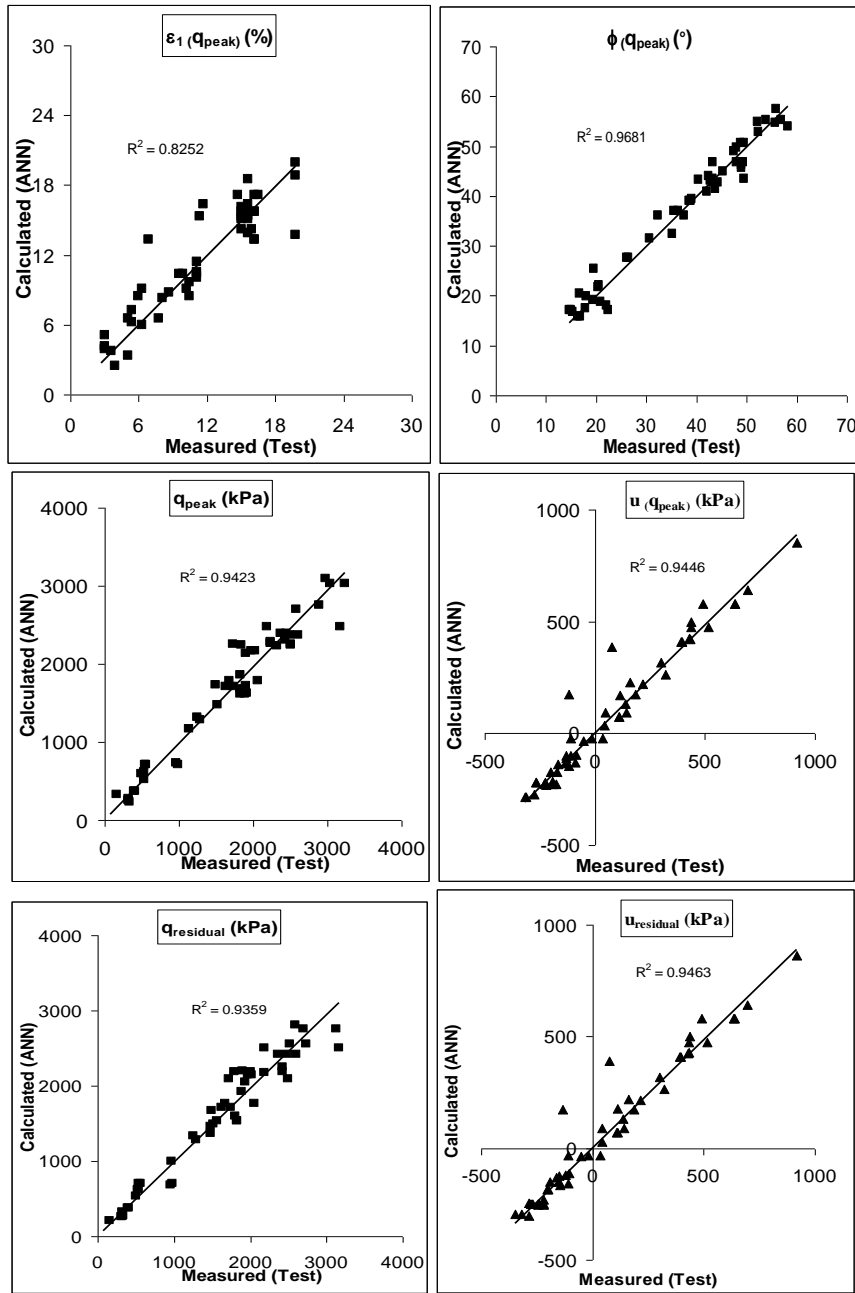 ε1 (qpeak) (%)
30
24
18
12
6
0
R2 = 0.8252
Calculated (ANN)
0 6 12 18 24 30
Measured (Test)
ϕ (qpeak) (°)
70
60
50
40
30
20
10
0
R2 = 0.9681
Calculated (ANN)
0 10 20 30 40 50 60 70
Measured (Test)
qpeak (kPa)
4000
3000
2000
1000
0
R2 = 0.9423
Calculated (ANN)
0 1000 2000 3000 4000
Measured (Test)
u (qpeak) (kPa)
1000
500
0
-500
R2 = 0.9446
Calculated (ANN)
-500 0 500 1000
Measured (Test)
qresidual (kPa)
4000
3000
2000
1000
0
R2 = 0.9359
Calculated (ANN)
0 1000 2000 3000 4000
Measured (Test)
uresidual (kPa)
1000
500
0
-500
R2 = 0.9463
Calculated (ANN)
-500 0 500 1000
Measured (Test)